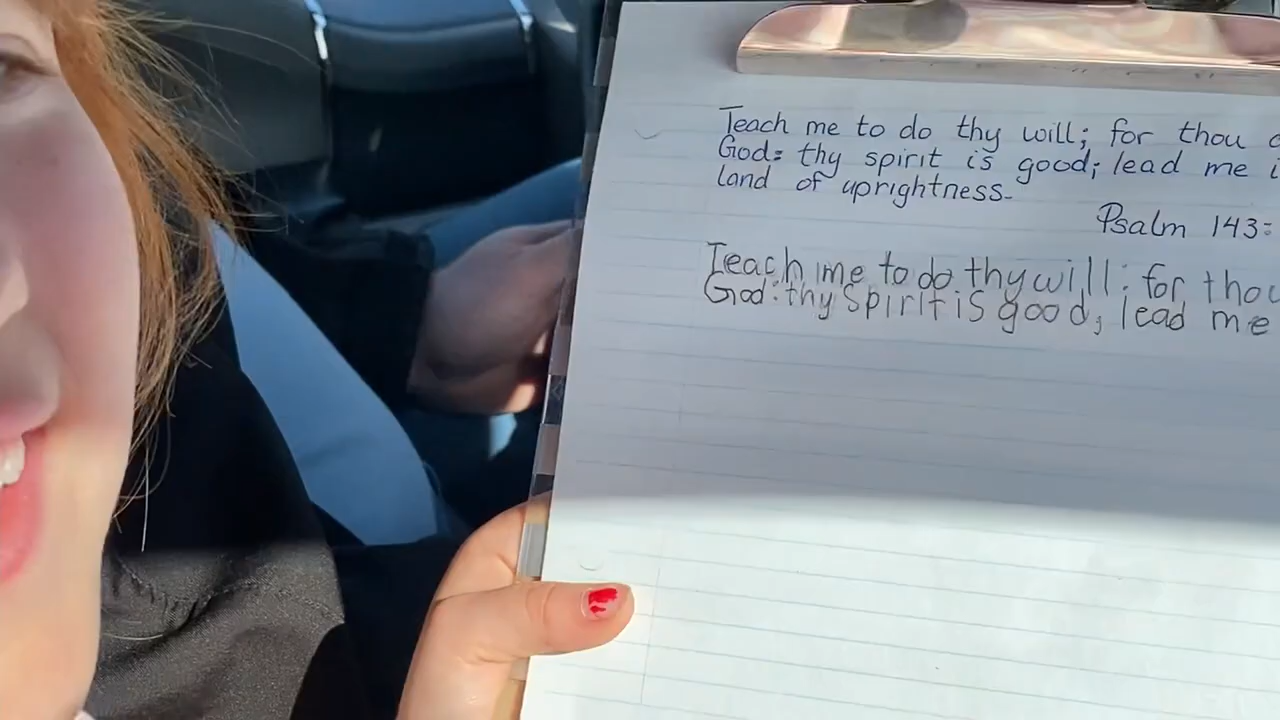 Teach me to do thy will; for thou
God: thy spirit is good; lead me
land of uprightness.
Psalm 143:
Teach me to do thy will: for thou
God: thy Spirit is good, lead me